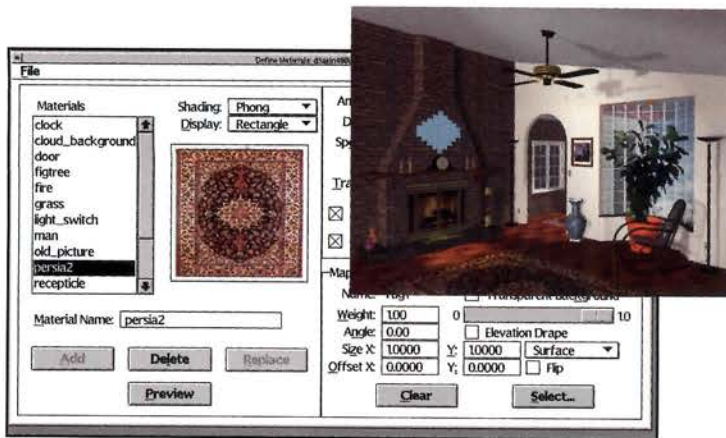 Define Materials:
File
Materials
clock
cloud_background
door
figtree
fire
grass
light_switch
man
old_picture
persia2
recepticle
Shading: Phong
Display: Rectangle
Material Name: persia2
Add Delete Replace
Preview
Name: rug1
Weight: 1.00 0 1.0
Angle: 0.00 Elevation Drape
Size X: 1.0000 Y: 1.0000 Surface
Offset X: 0.0000 Y; 0.0000 Flip
Clear Select...